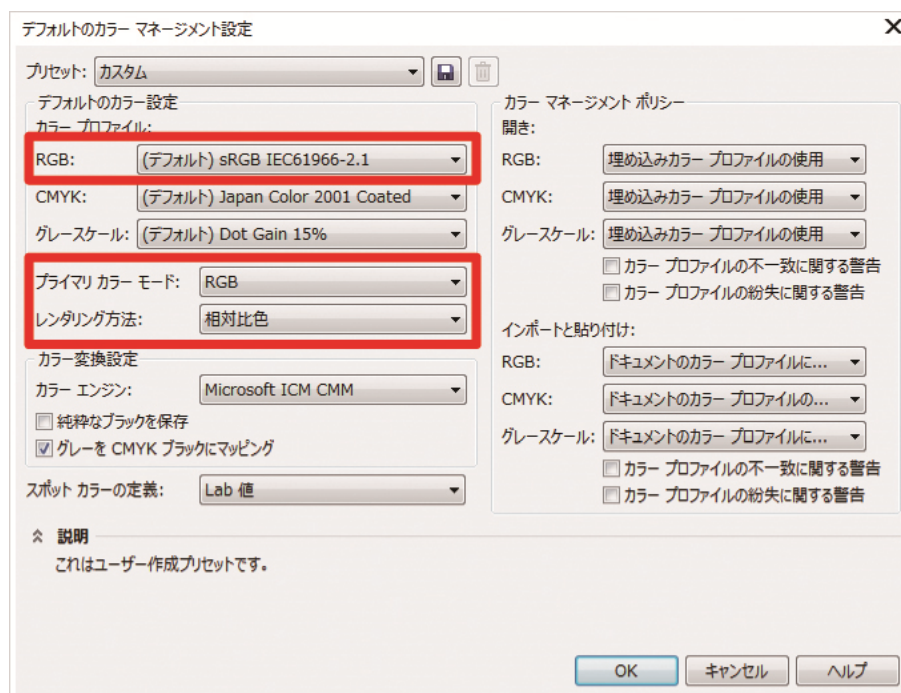 デフォルトのカラー マネージメント設定
プリセット: カスタム
デフォルトのカラー設定
カラー プロファイル:
RGB: (デフォルト) sRGB IEC61966-2.1
CMYK: (デフォルト) Japan Color 2001 Coated
グレースケール: (デフォルト) Dot Gain 15%
プライマリ カラー モード: RGB
レンダリング方法: 相対比色
カラー変換設定
カラー エンジン: Microsoft ICM CMM
純粋なブラックを保存
グレーを CMYK ブラックにマッピング
スポット カラーの定義: Lab 値
カラー マネージメント ポリシー
開き:
RGB: 埋め込みカラー プロファイルの使用
CMYK: 埋め込みカラー プロファイルの使用
グレースケール: 埋め込みカラー プロファイルの使用
カラー プロファイルの不一致に関する警告
カラー プロファイルの紛失に関する警告
インポートと貼り付け:
RGB: ドキュメントのカラー プロファイルに...
CMYK: ドキュメントのカラー プロファイルの...
グレースケール: ドキュメントのカラー プロファイルに...
カラー プロファイルの不一致に関する警告
カラー プロファイルの紛失に関する警告
説明
これはユーザー作成プリセットです。
OK キャンセル ヘルプ